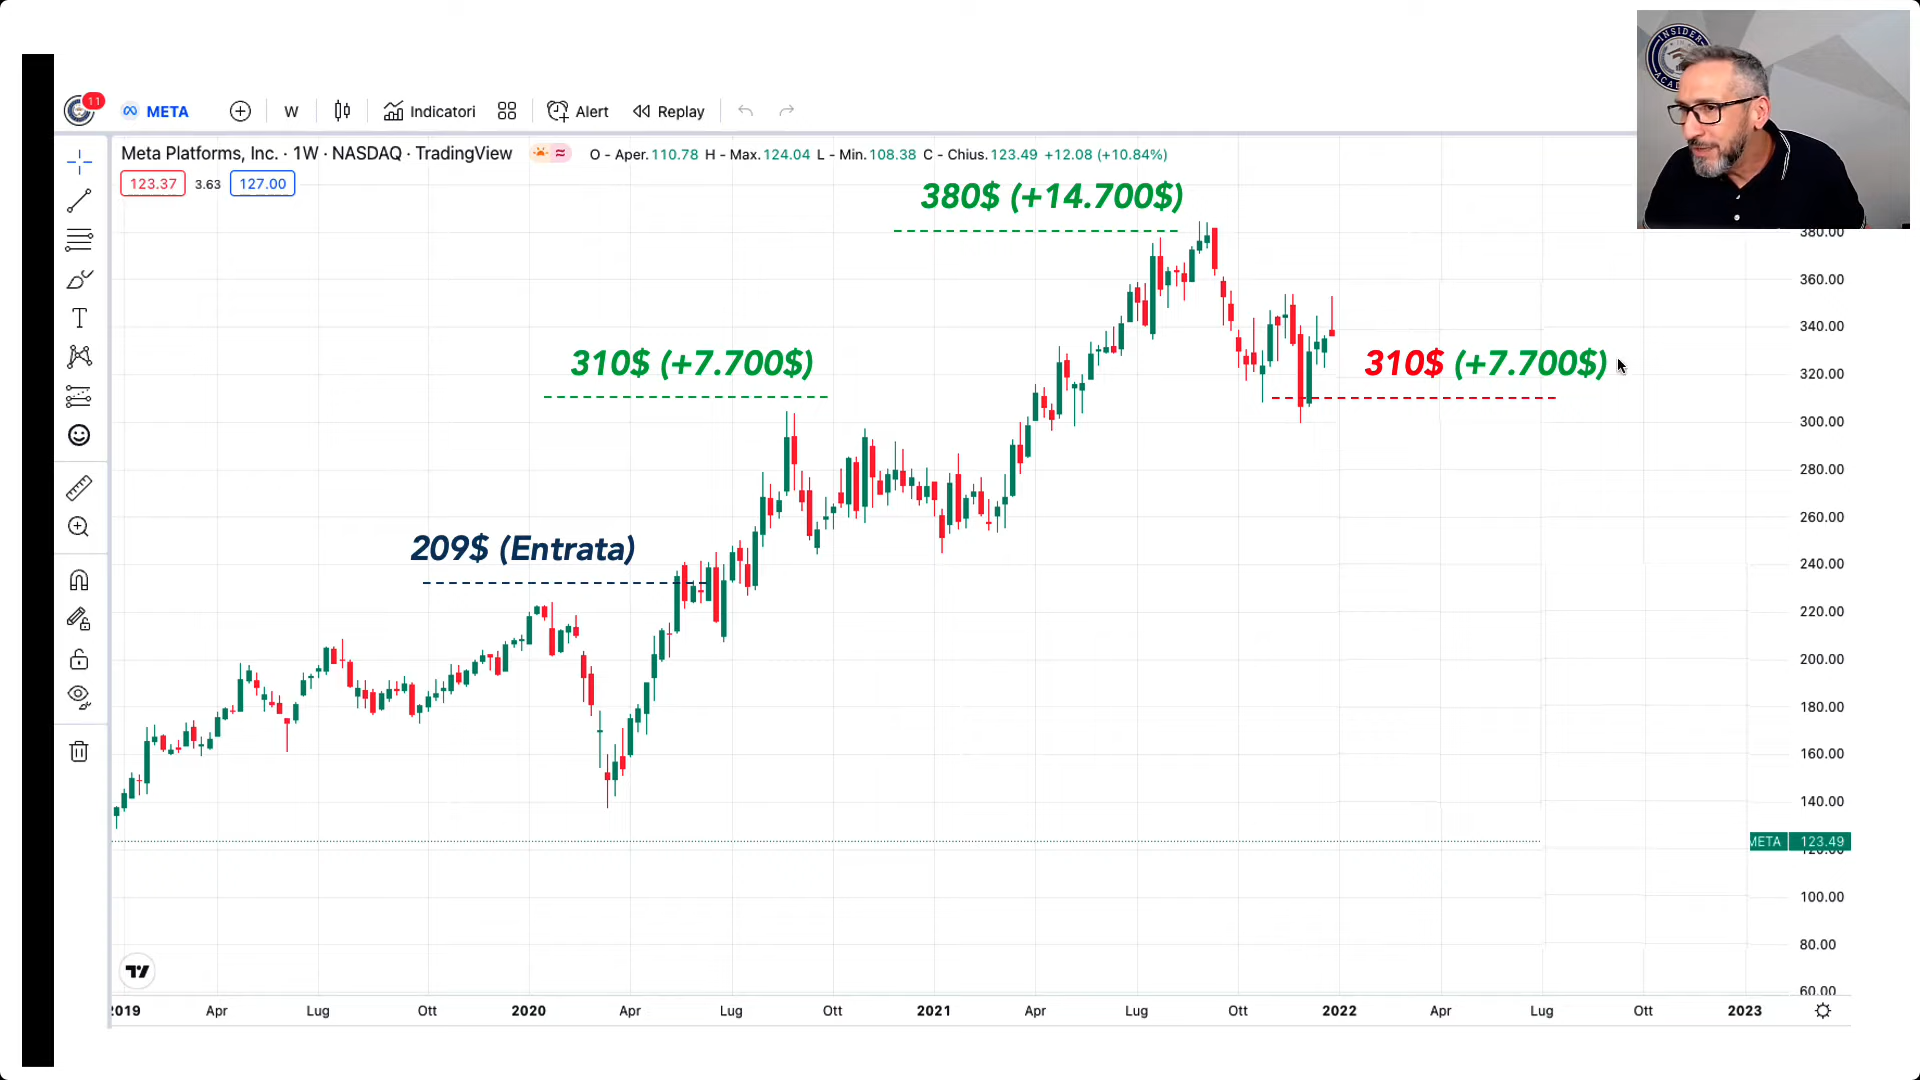 INSIDER
11
META
W
Indicatori
Alert
Replay
Meta Platforms, Inc. · 1W · NASDAQ · TradingView
O - Aper. 110.78 H - Max. 124.04 L - Min. 108.38 C - Chius. 123.49 +12.08 (+10.84%)
123.37 3.63 127.00
380$ (+14.700$)
310$ (+7.700$)
310$ (+7.700$)
209$ (Entrata)
380.00
360.00
340.00
320.00
300.00
280.00
260.00
240.00
220.00
200.00
180.00
160.00
140.00
META 123.49
120.00
100.00
80.00
60.00
2019 Apr Lug Ott 2020 Apr Lug Ott 2021 Apr Lug Ott 2022 Apr Lug Ott 2023